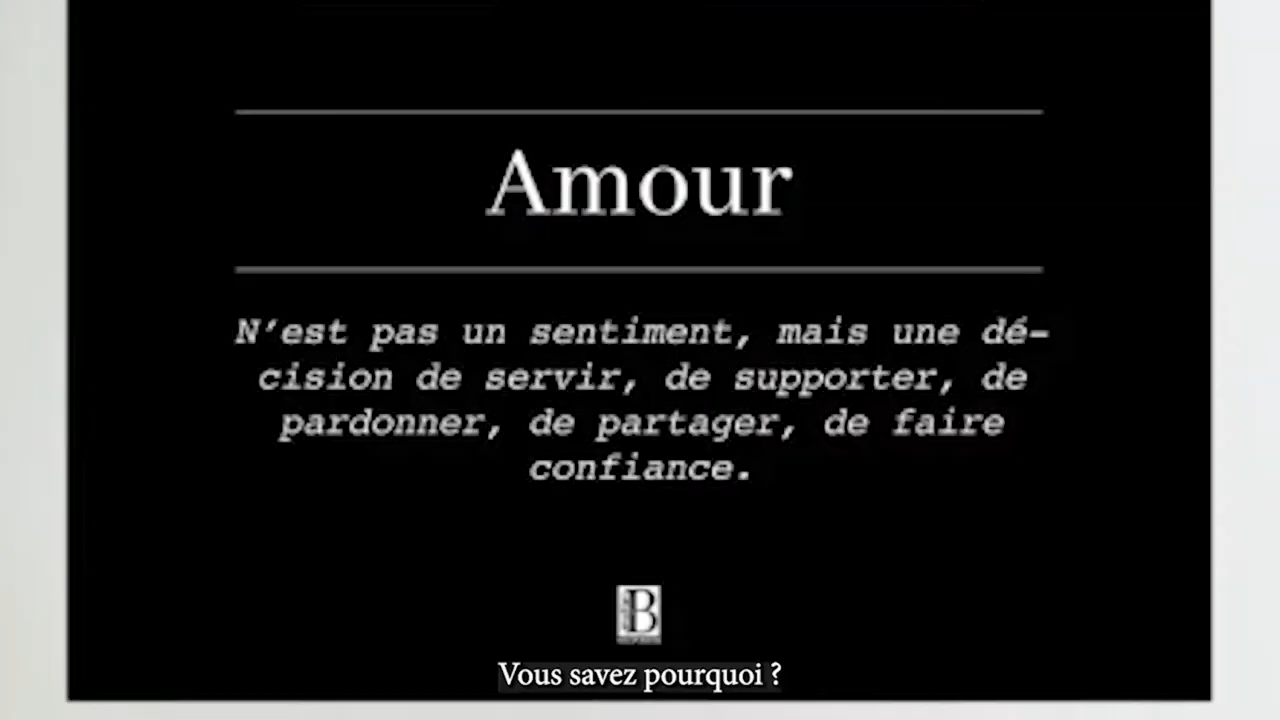 Amour
N’est pas un sentiment, mais une dé-
cision de servir, de supporter, de
pardonner, de partager, de faire
confiance.
B
Vous savez pourquoi ?